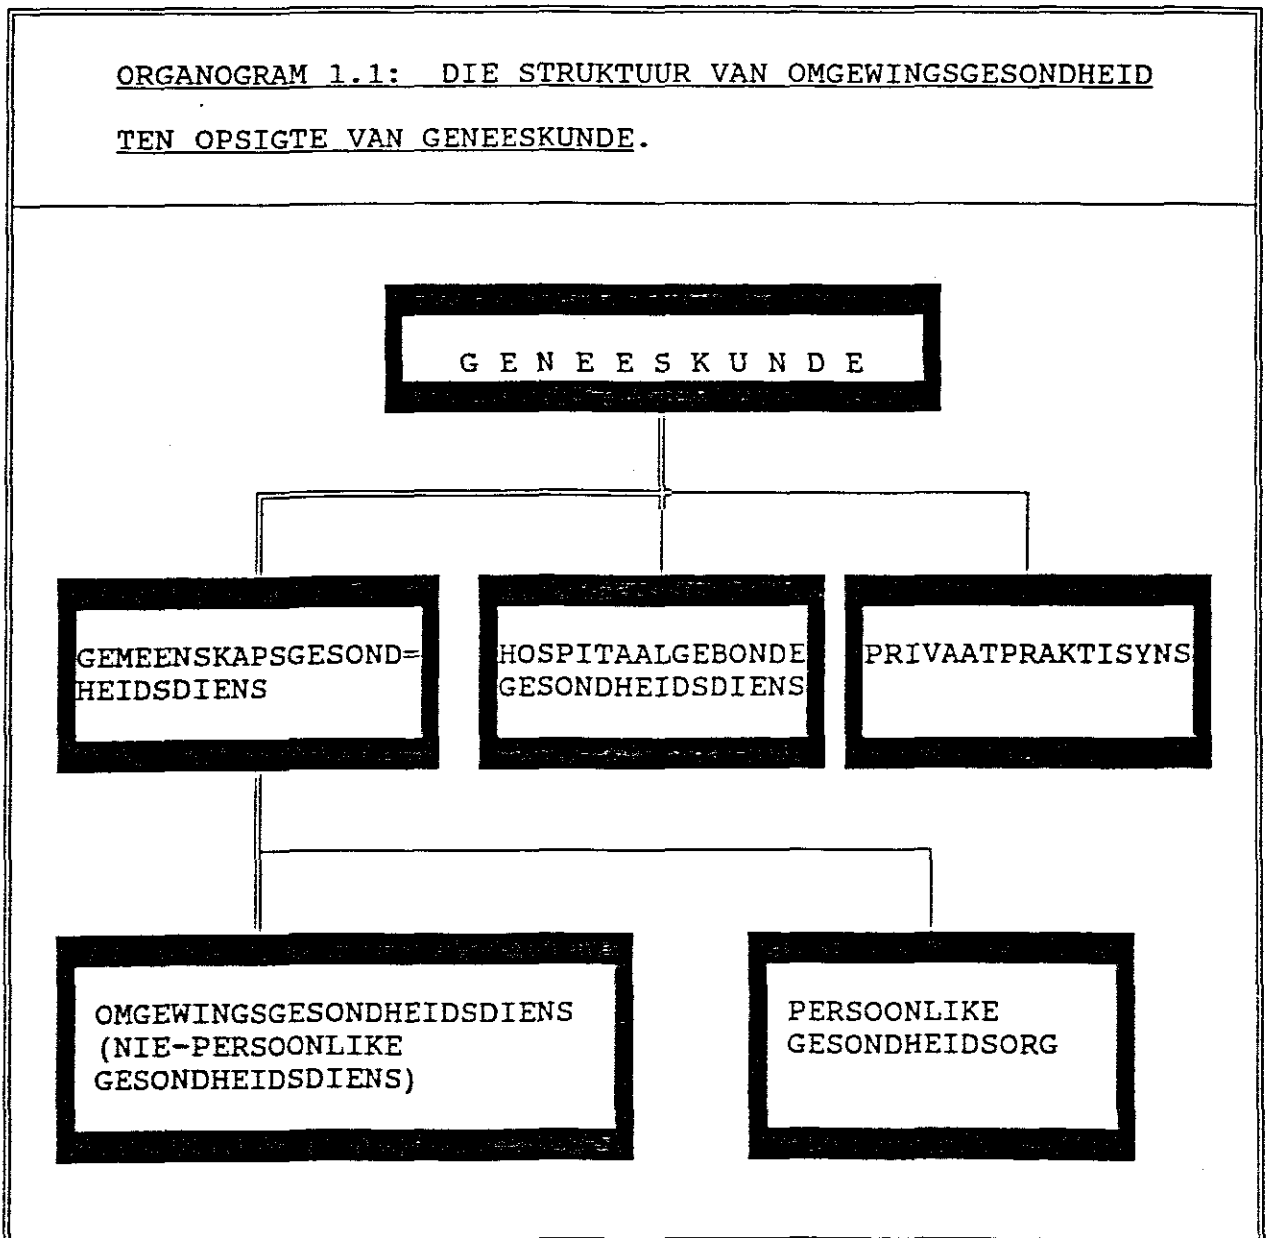 ORGANOGRAM 1.1: DIE STRUKTUUR VAN OMGEWINGSGESONDHEID
TEN OPSIGTE VAN GENEESKUNDE.
G E N E E S K U N D E
GEMEENSKAPSGESOND=
HEIDSDIENS
HOSPITAALGEBONDE
GESONDHEIDSDIENS
PRIVAATPRAKTISYNS
OMGEWINGSGESONDHEIDSDIENS
(NIE-PERSOONLIKE
GESONDHEIDSDIENS)
PERSOONLIKE
GESONDHEIDSORG